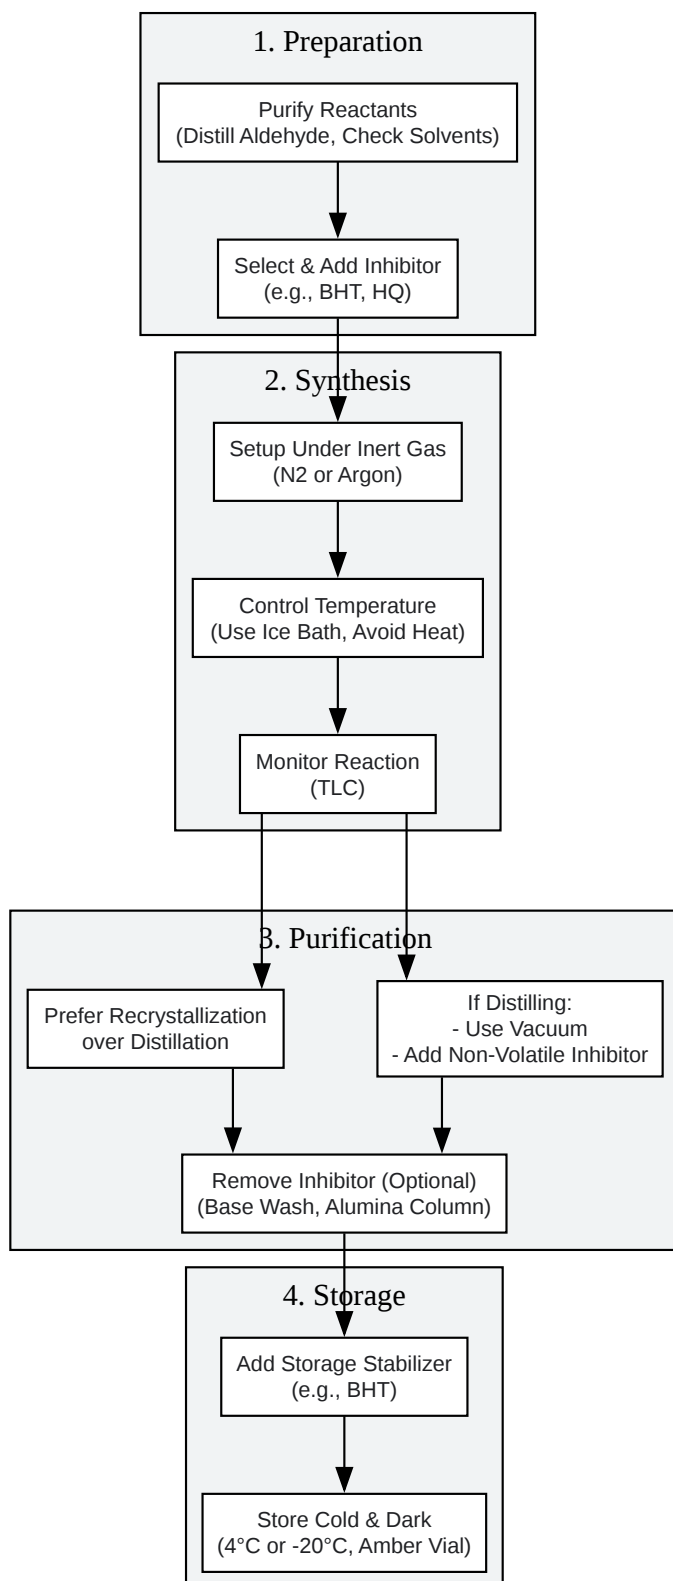 1. Preparation
Purify Reactants
(Distill Aldehyde, Check Solvents)
Select & Add Inhibitor
(e.g., BHT, HQ)
2. Synthesis
Setup Under Inert Gas
(N2 or Argon)
Control Temperature
(Use Ice Bath, Avoid Heat)
Monitor Reaction
(TLC)
3. Purification
Prefer Recrystallization
over Distillation
If Distilling:
- Use Vacuum
- Add Non-Volatile Inhibitor
Remove Inhibitor (Optional)
(Base Wash, Alumina Column)
4. Storage
Add Storage Stabilizer
(e.g., BHT)
Store Cold & Dark
(4°C or -20°C, Amber Vial)